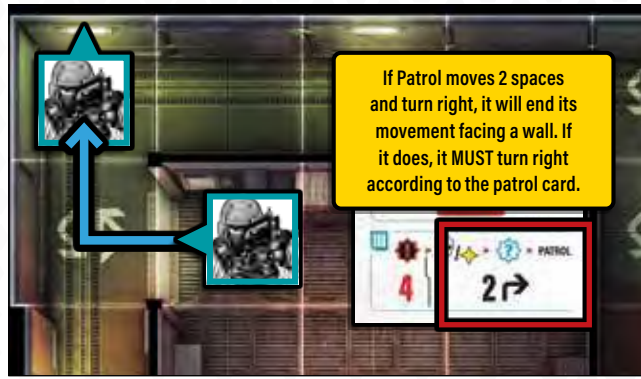 If Patrol moves 2 spaces
and turn right, it will end its
movement facing a wall. If
it does, it MUST turn right
according to the patrol card.
PATROL
4
2